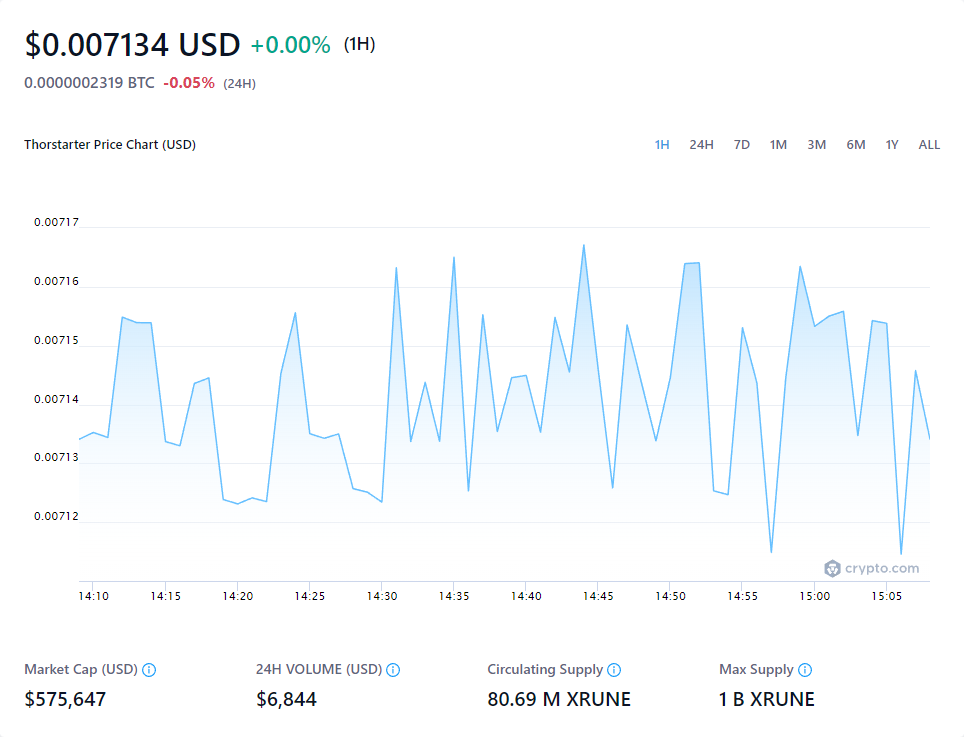 $0.007134 USD +0.00% (1H)
0.0000002319 BTC -0.05% (24H)
Thorstarter Price Chart (USD) 1H 24H 7D 1M 3M 6M 1Y ALL
0.00717
0.00716
0.00715
0.00714
0.00713
0.00712
crypto.com
14:10 14:15 14:20 14:25 14:30 14:35 14:40 14:45 14:50 14:55 15:00 15:05
Market Cap (USD) 24H VOLUME (USD) Circulating Supply Max Supply
$575,647 $6,844 80.69 M XRUNE 1 B XRUNE